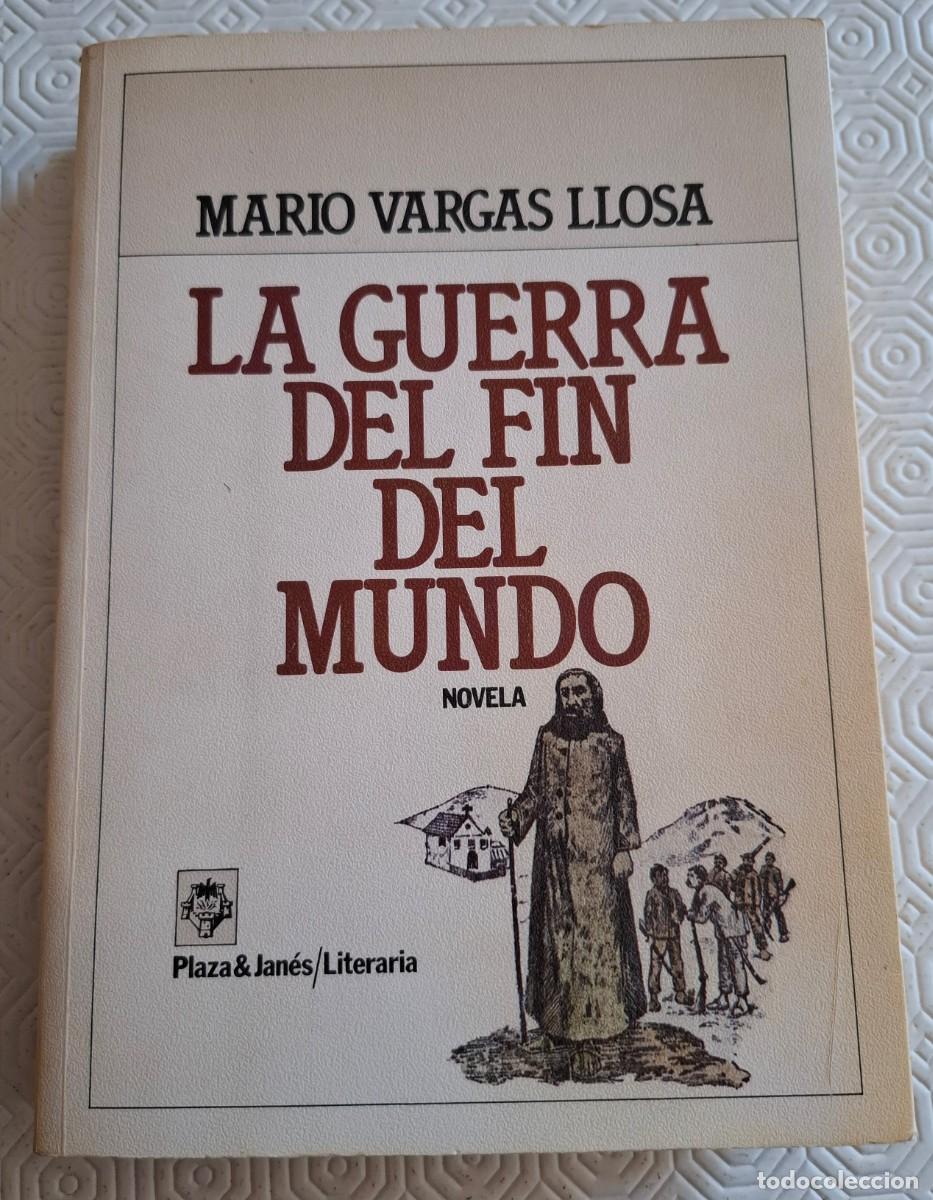 MARIO VARGAS LLOSA
LA GUERRA
DEL FIN
DEL
MUNDO
NOVELA
Plaza & Janés/Literaria
todocoleccion